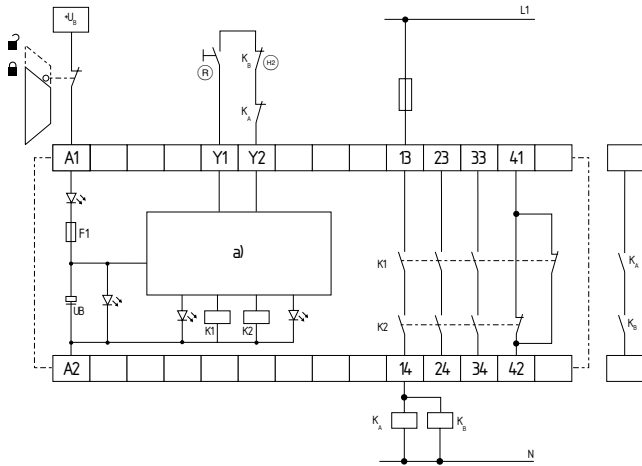 +U_B
L1
K_B
H2
R
K_A
A1
Y1
Y2
13
23
33
41
F1
a)
K1
K_A
UB
K1
K2
K2
K_B
A2
14
24
34
42
K_A
K_B
N